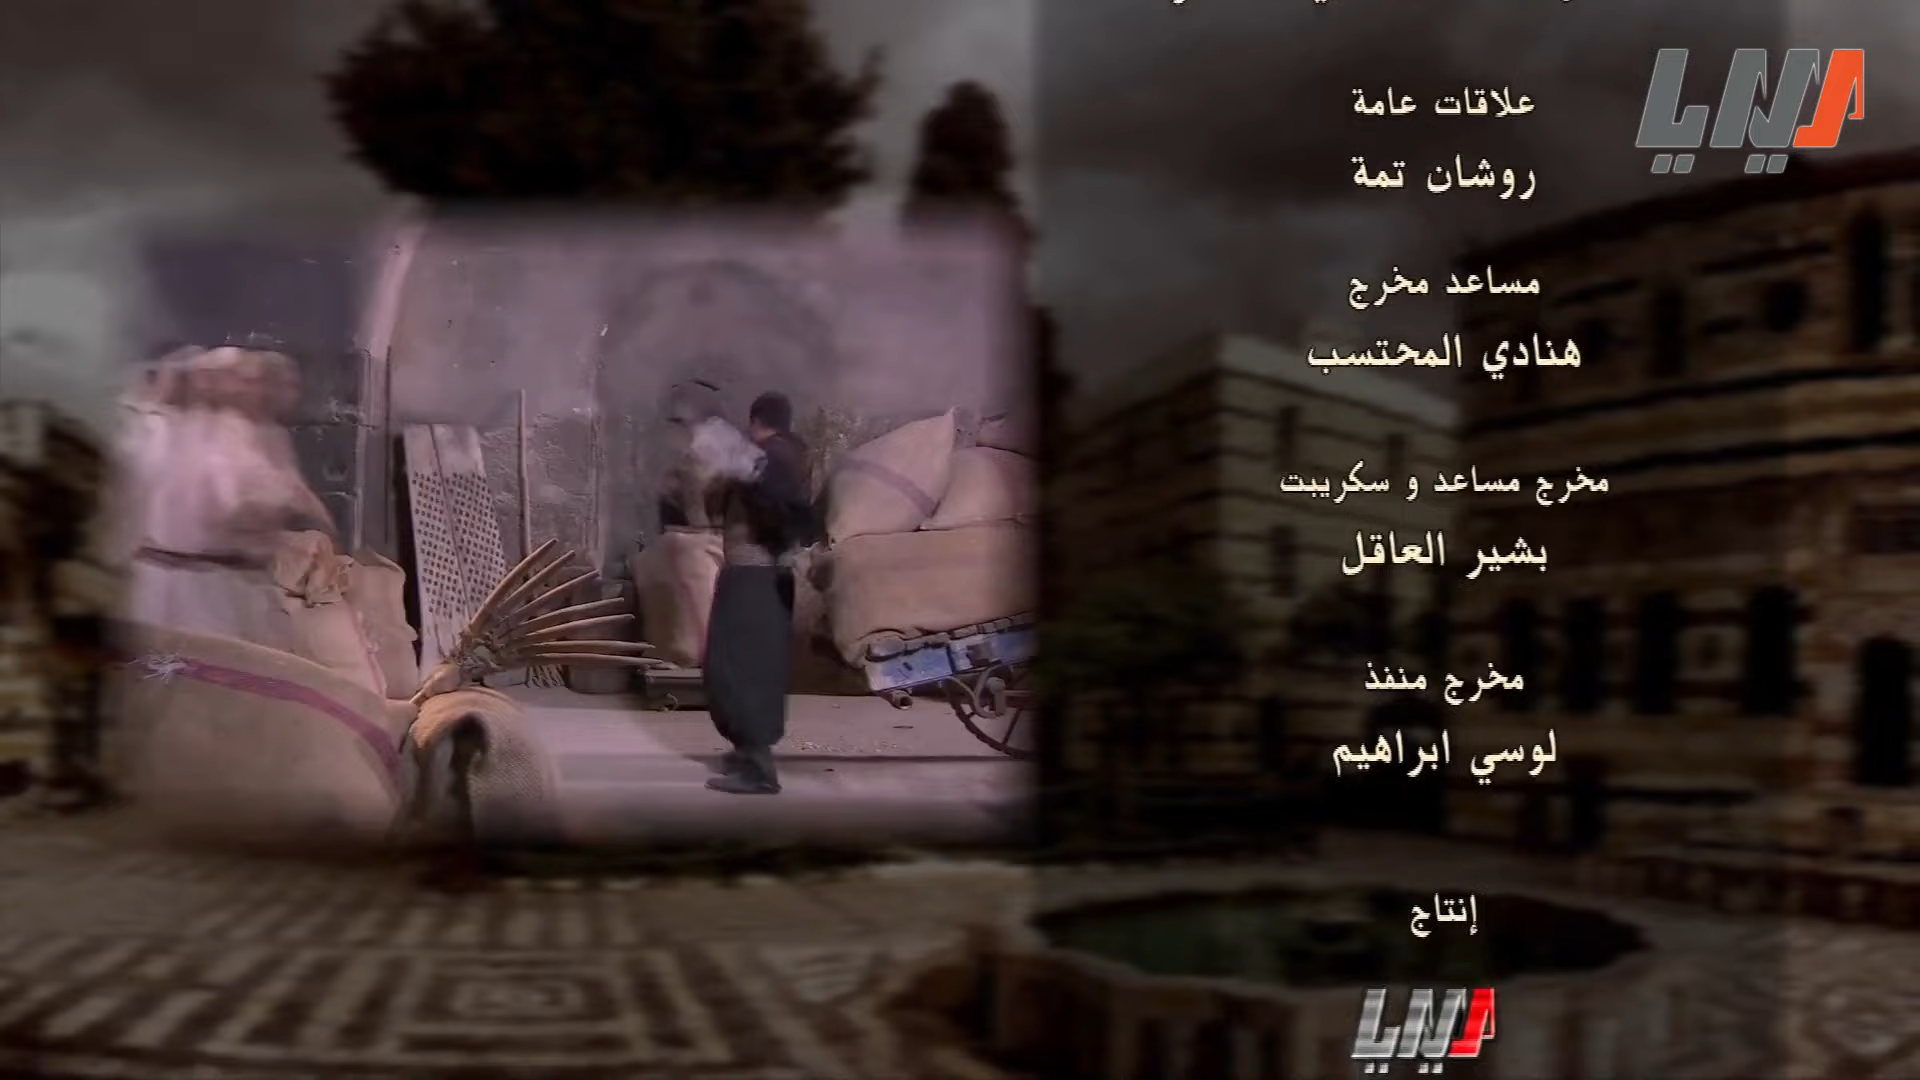 علاقات عامة
روشان تمة
مساعد مخرج
هنادي المحتسب
مخرج مساعد و سكريبت
بشير العاقل
مخرج منفذ
لوسي ابراهيم
إنتاج